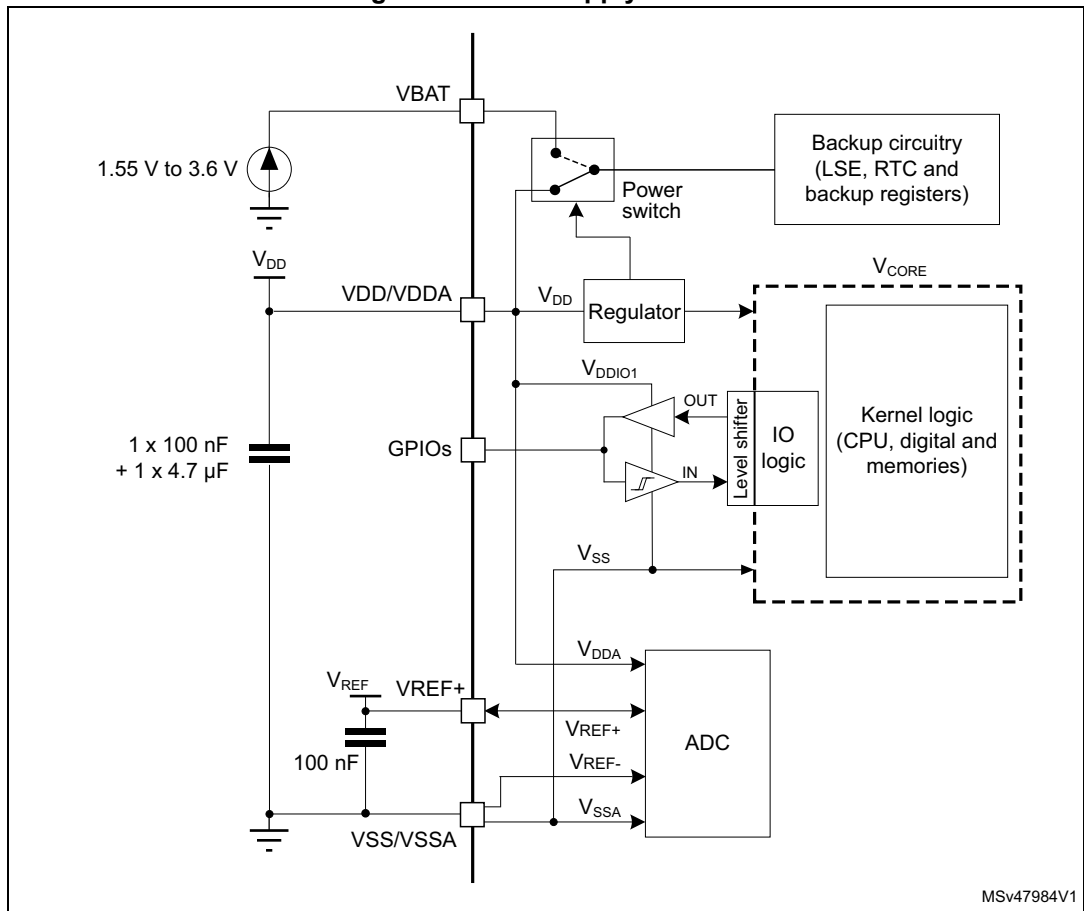 VBAT
1.55 V to 3.6 V
Power
switch
Backup circuitry
(LSE, RTC and
backup registers)
VDD
VDD/VDDA
VDD
Regulator
VCORE
VDDIO1
OUT
GPIOs
1 x 100 nF
+ 1 x 4.7 µF
IN
Level shifter
IO
logic
Kernel logic
(CPU, digital and
memories)
VSS
VDDA
VREF
VREF+
VREF+
ADC
100 nF
VREF-
VSSA
VSS/VSSA
MSv47984V1